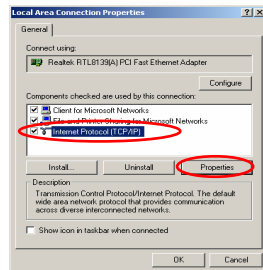 Local Area Connection Properties
General
Connect using:
Realtek RTL8139(A) PCI Fast Ethernet Adapter
Configure
Components checked are used by this connection:
Client for Microsoft Networks
File and Printer Sharing for Microsoft Networks
Internet Protocol (TCP/IP)
Install...
Uninstall
Properties
Description
Transmission Control Protocol/Internet Protocol. The default
wide area network protocol that provides communication
across diverse interconnected networks.
Show icon in taskbar when connected
OK
Cancel